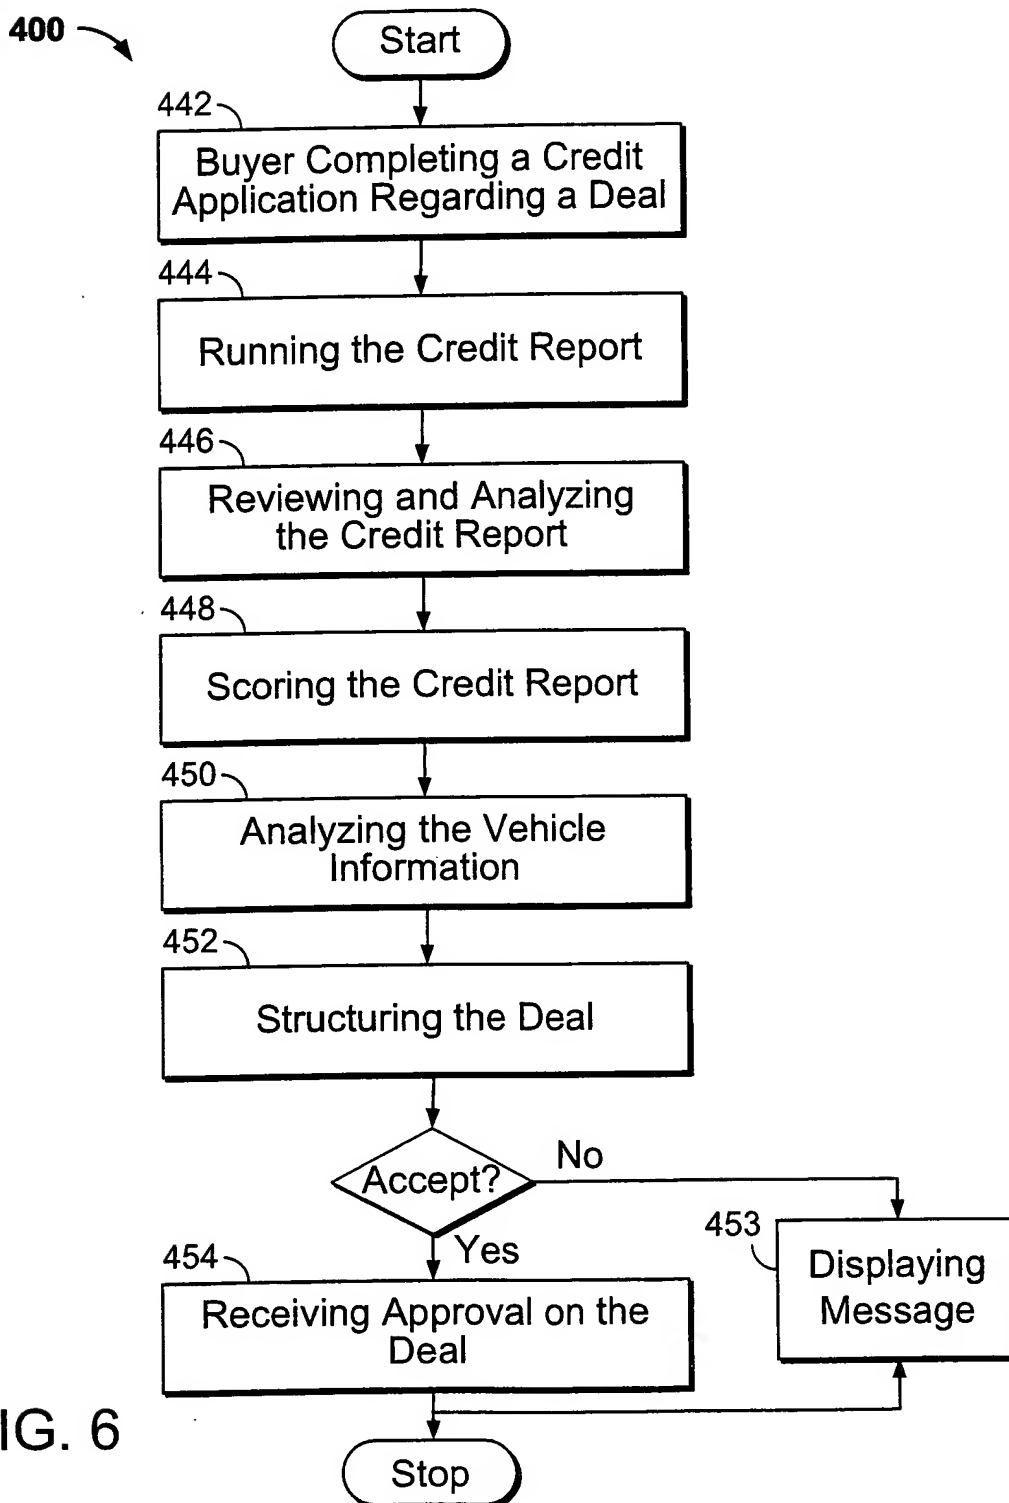 400
Start
442
Buyer Completing a Credit
Application Regarding a Deal
444
Running the Credit Report
446
Reviewing and Analyzing
the Credit Report
448
Scoring the Credit Report
450
Analyzing the Vehicle
Information
452
Structuring the Deal
Accept?
No
Yes
453
Displaying
Message
454
Receiving Approval on the
Deal
IG. 6
Stop